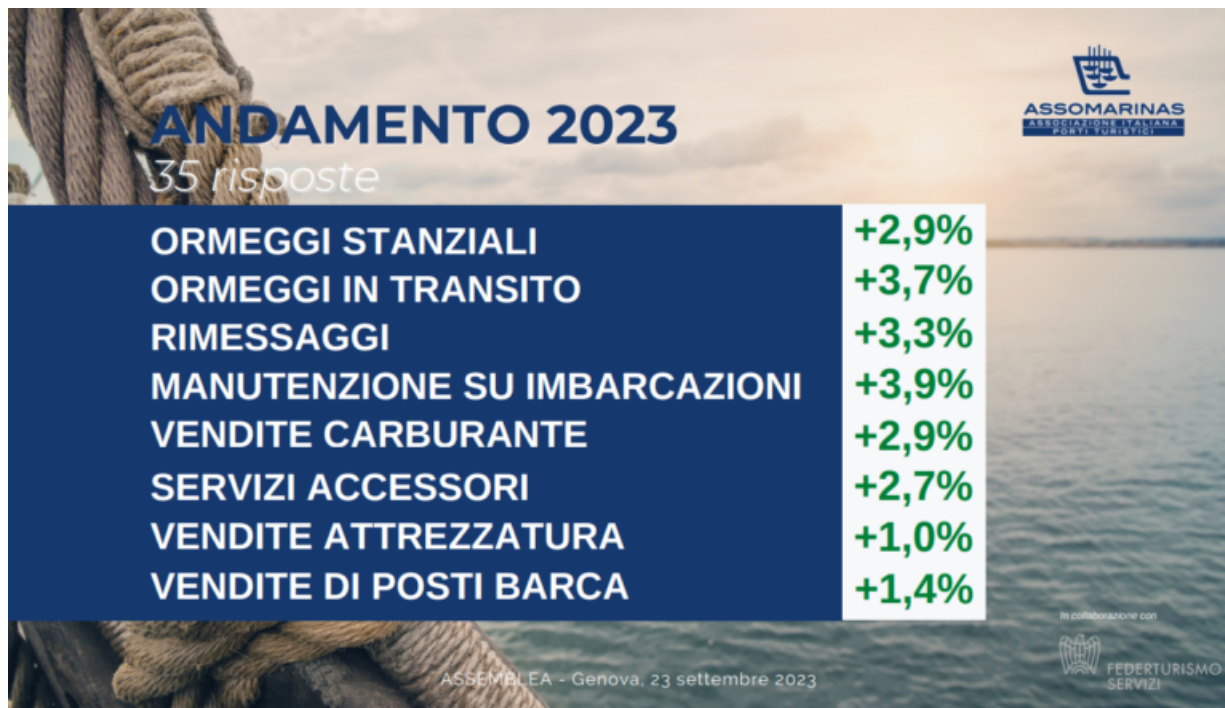 ANDAMENTO 2023
35 risposte
ASSOMARINAS
ASSOCIAZIONE ITALIANA
PORTI TURISTICI
ORMEGGI STANZIALI +2,9%
ORMEGGI IN TRANSITO +3,7%
RIMESSAGGI +3,3%
MANUTENZIONE SU IMBARCAZIONI +3,9%
VENDITE CARBURANTE +2,9%
SERVIZI ACCESSORI +2,7%
VENDITE ATTREZZATURA +1,0%
VENDITE DI POSTI BARCA +1,4%
In collaborazione con
FEDERTURISMO
SERVIZI
ASSEMBLEA - Genova, 23 settembre 2023